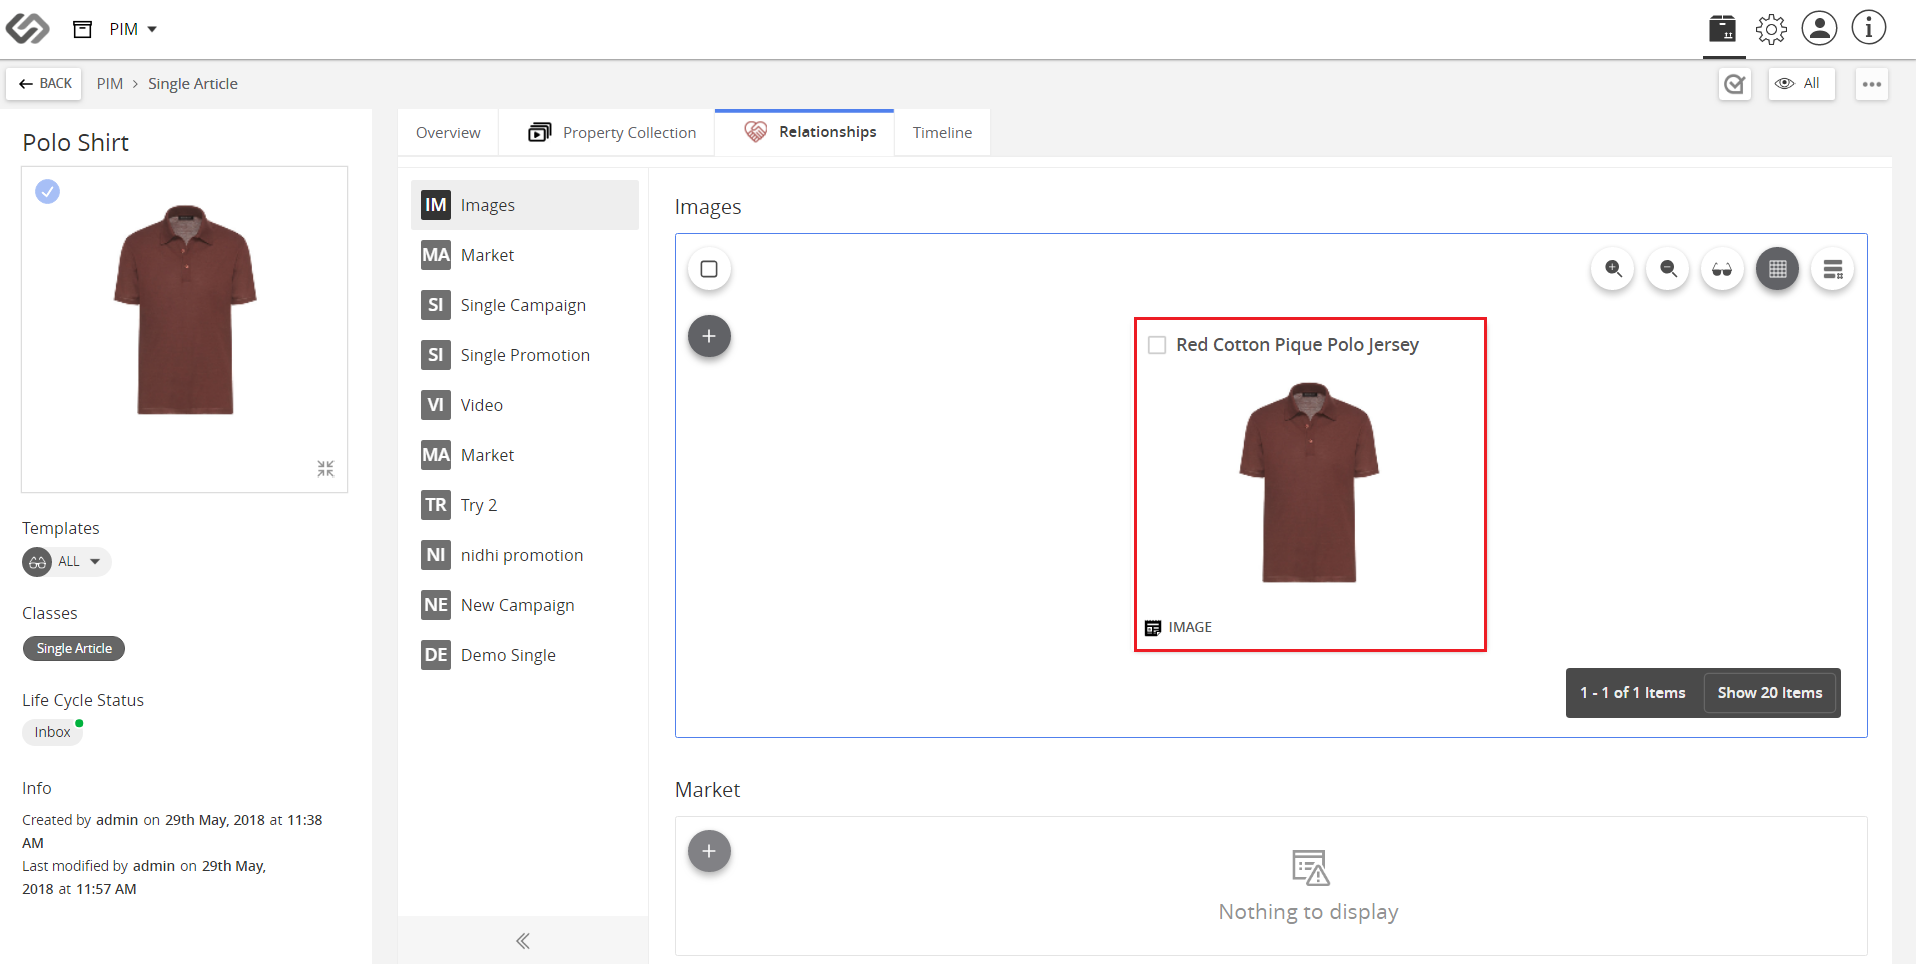 PIM
BACK
PIM > Single Article
All
Polo Shirt
Templates
ALL
Classes
Single Article
Life Cycle Status
Inbox
Info
Created by admin on 29th May, 2018 at 11:38
AM
Last modified by admin on 29th May,
2018 at 11:57 AM
Overview
Property Collection
Relationships
Timeline
IM Images
MA Market
SI Single Campaign
SI Single Promotion
VI Video
MA Market
TR Try 2
NI nidhi promotion
NE New Campaign
DE Demo Single
Images
Red Cotton Pique Polo Jersey
IMAGE
1 - 1 of 1 Items
Show 20 Items
Market
Nothing to display